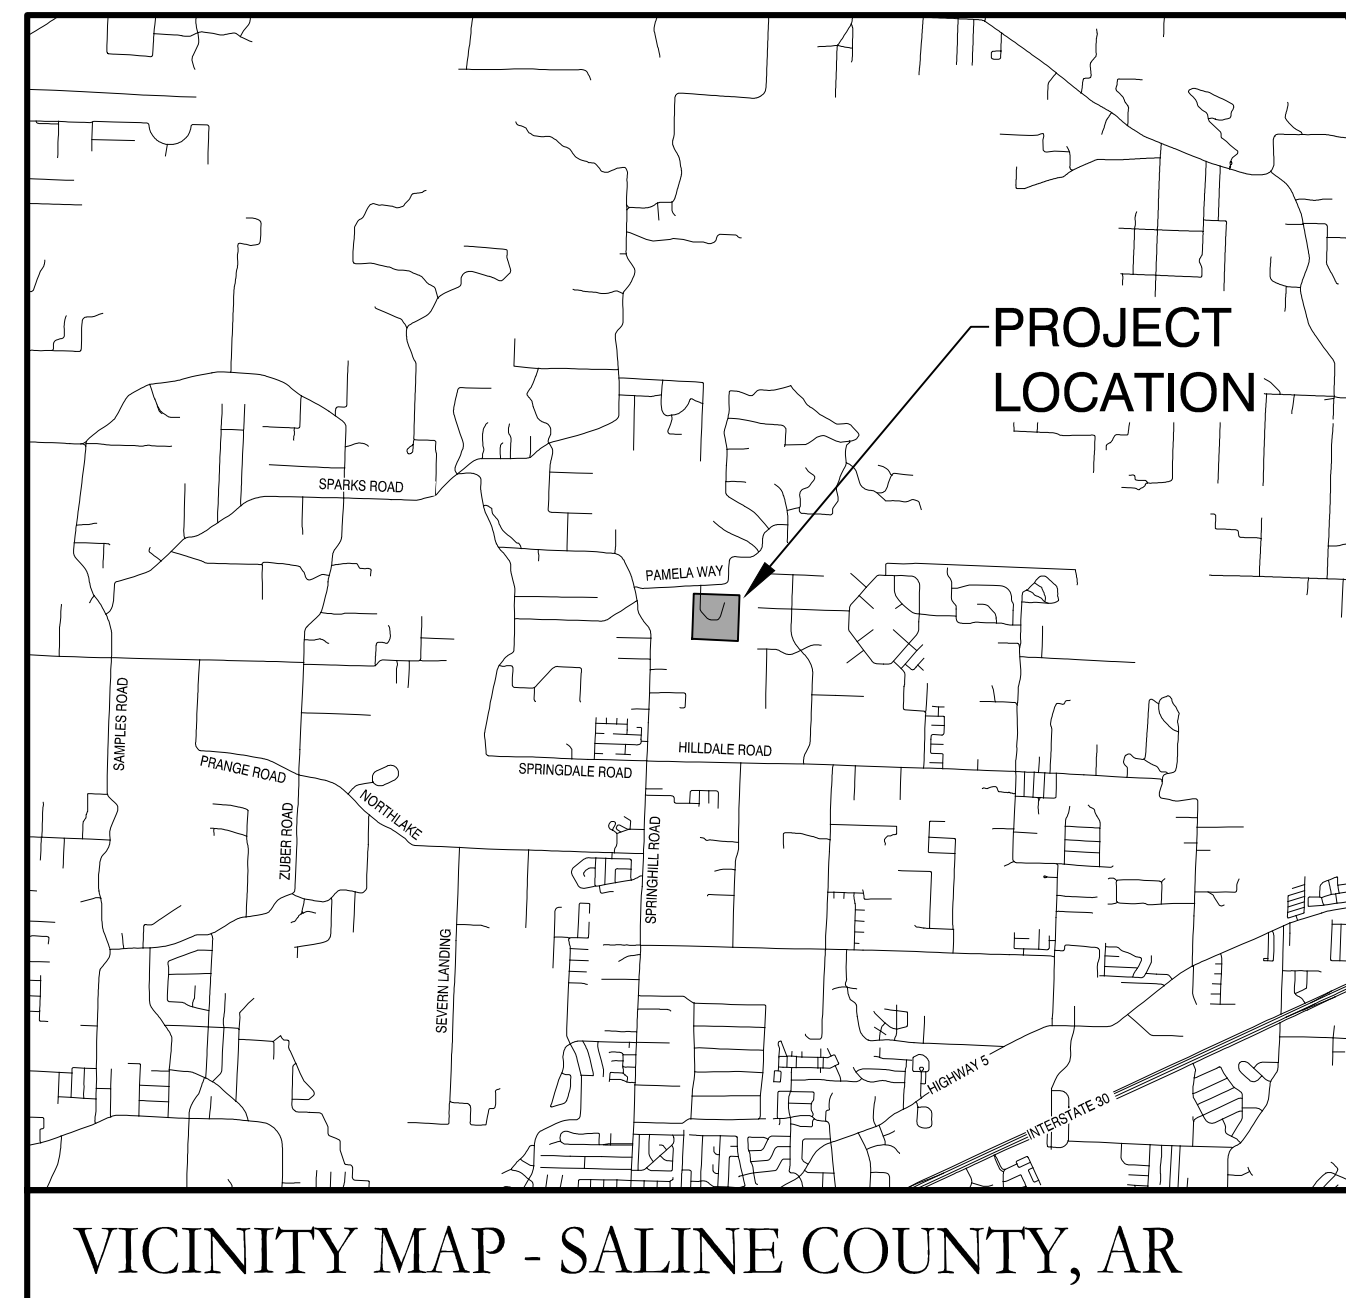 PROJECT
LOCATION
SPARKS ROAD
PAMELA WAY
SAMPLES ROAD
PRANGE ROAD
HILLDALE ROAD
SPRINGDALE ROAD
NORTHLAKE
ZUBER ROAD
SPRINGHILL ROAD
SEVERN LANDING
HIGHWAY 5
INTERSTATE 30
VICINITY MAP - SALINE COUNTY, AR